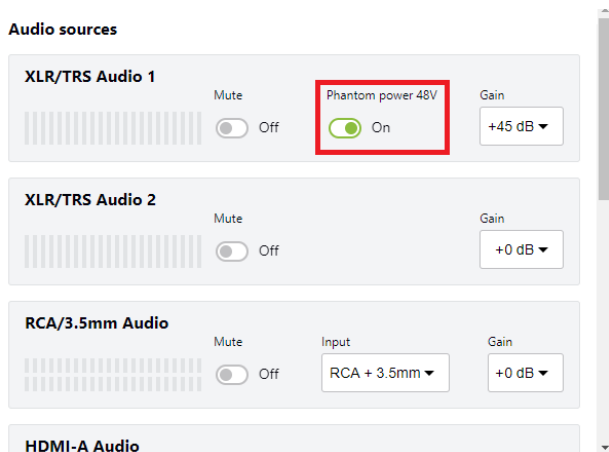 Audio sources
XLR/TRS Audio 1
Mute Phantom power 48V Gain
Off On +45 dB
XLR/TRS Audio 2
Mute Gain
Off +0 dB
RCA/3.5mm Audio
Mute Input Gain
Off RCA + 3.5mm +0 dB
HDMI-A Audio